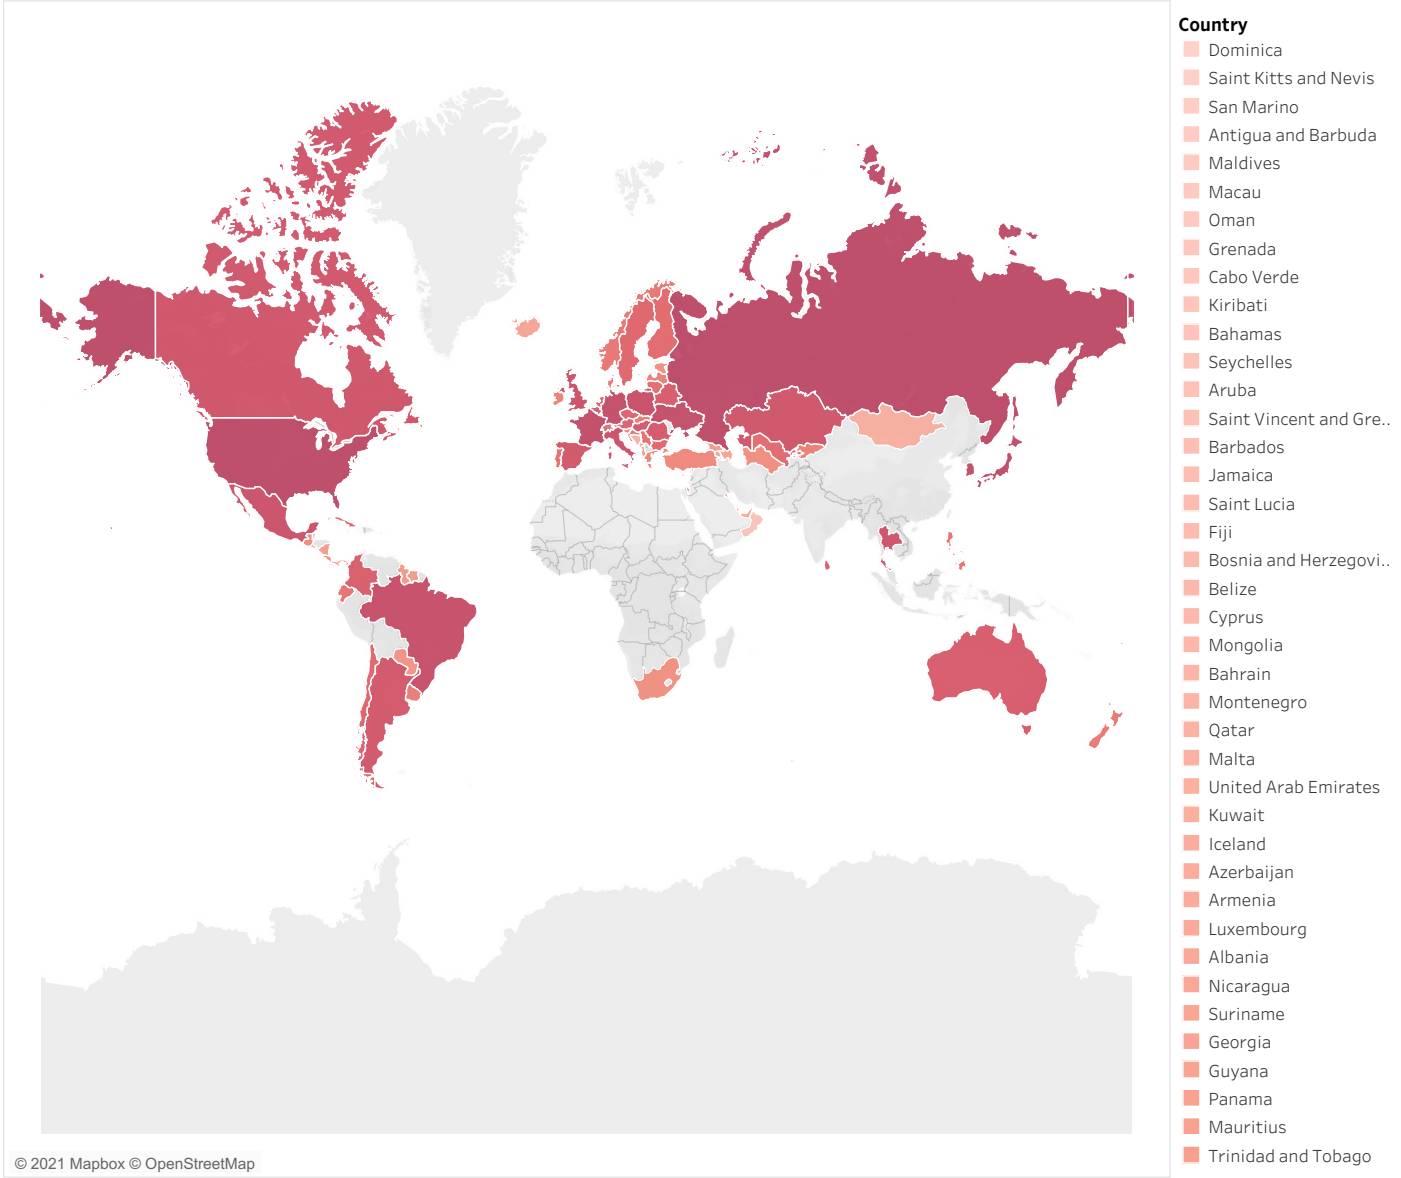 Country
Dominica
Saint Kitts and Nevis
San Marino
Antigua and Barbuda
Maldives
Macau
Oman
Grenada
Cabo Verde
Kiribati
Bahamas
Seychelles
Aruba
Saint Vincent and Gre..
Barbados
Jamaica
Saint Lucia
Fiji
Bosnia and Herzegovi..
Belize
Cyprus
Mongolia
Bahrain
Montenegro
Qatar
Malta
United Arab Emirates
Kuwait
Iceland
Azerbaijan
Armenia
Luxembourg
Albania
Nicaragua
Suriname
Georgia
Guyana
Panama
Mauritius
Trinidad and Tobago
© 2021 Mapbox © OpenStreetMap